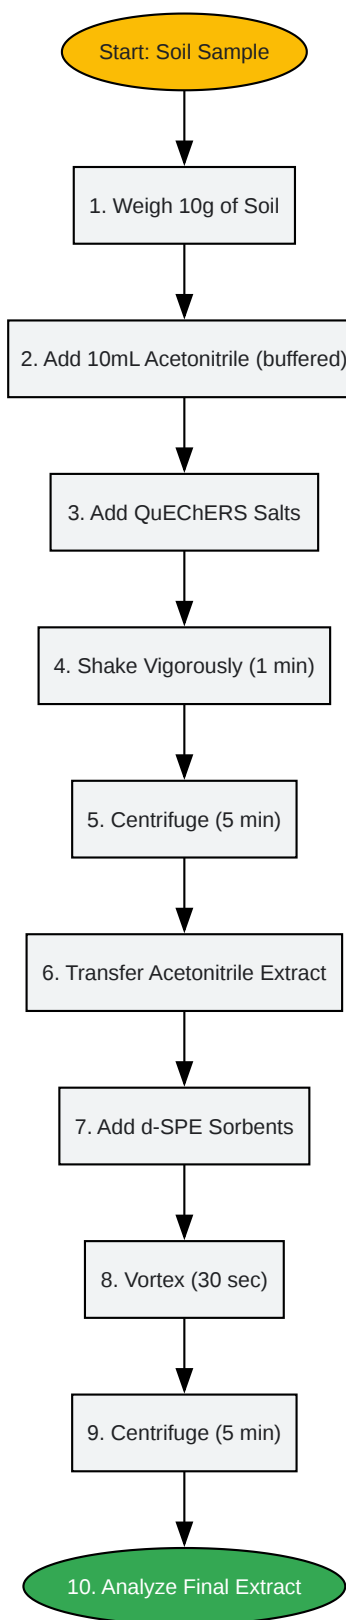 Start: Soil Sample
1. Weigh 10g of Soil
2. Add 10mL Acetonitrile (buffered)
3. Add QuEChERS Salts
4. Shake Vigorously (1 min)
5. Centrifuge (5 min)
6. Transfer Acetonitrile Extract
7. Add d-SPE Sorbents
8. Vortex (30 sec)
9. Centrifuge (5 min)
10. Analyze Final Extract